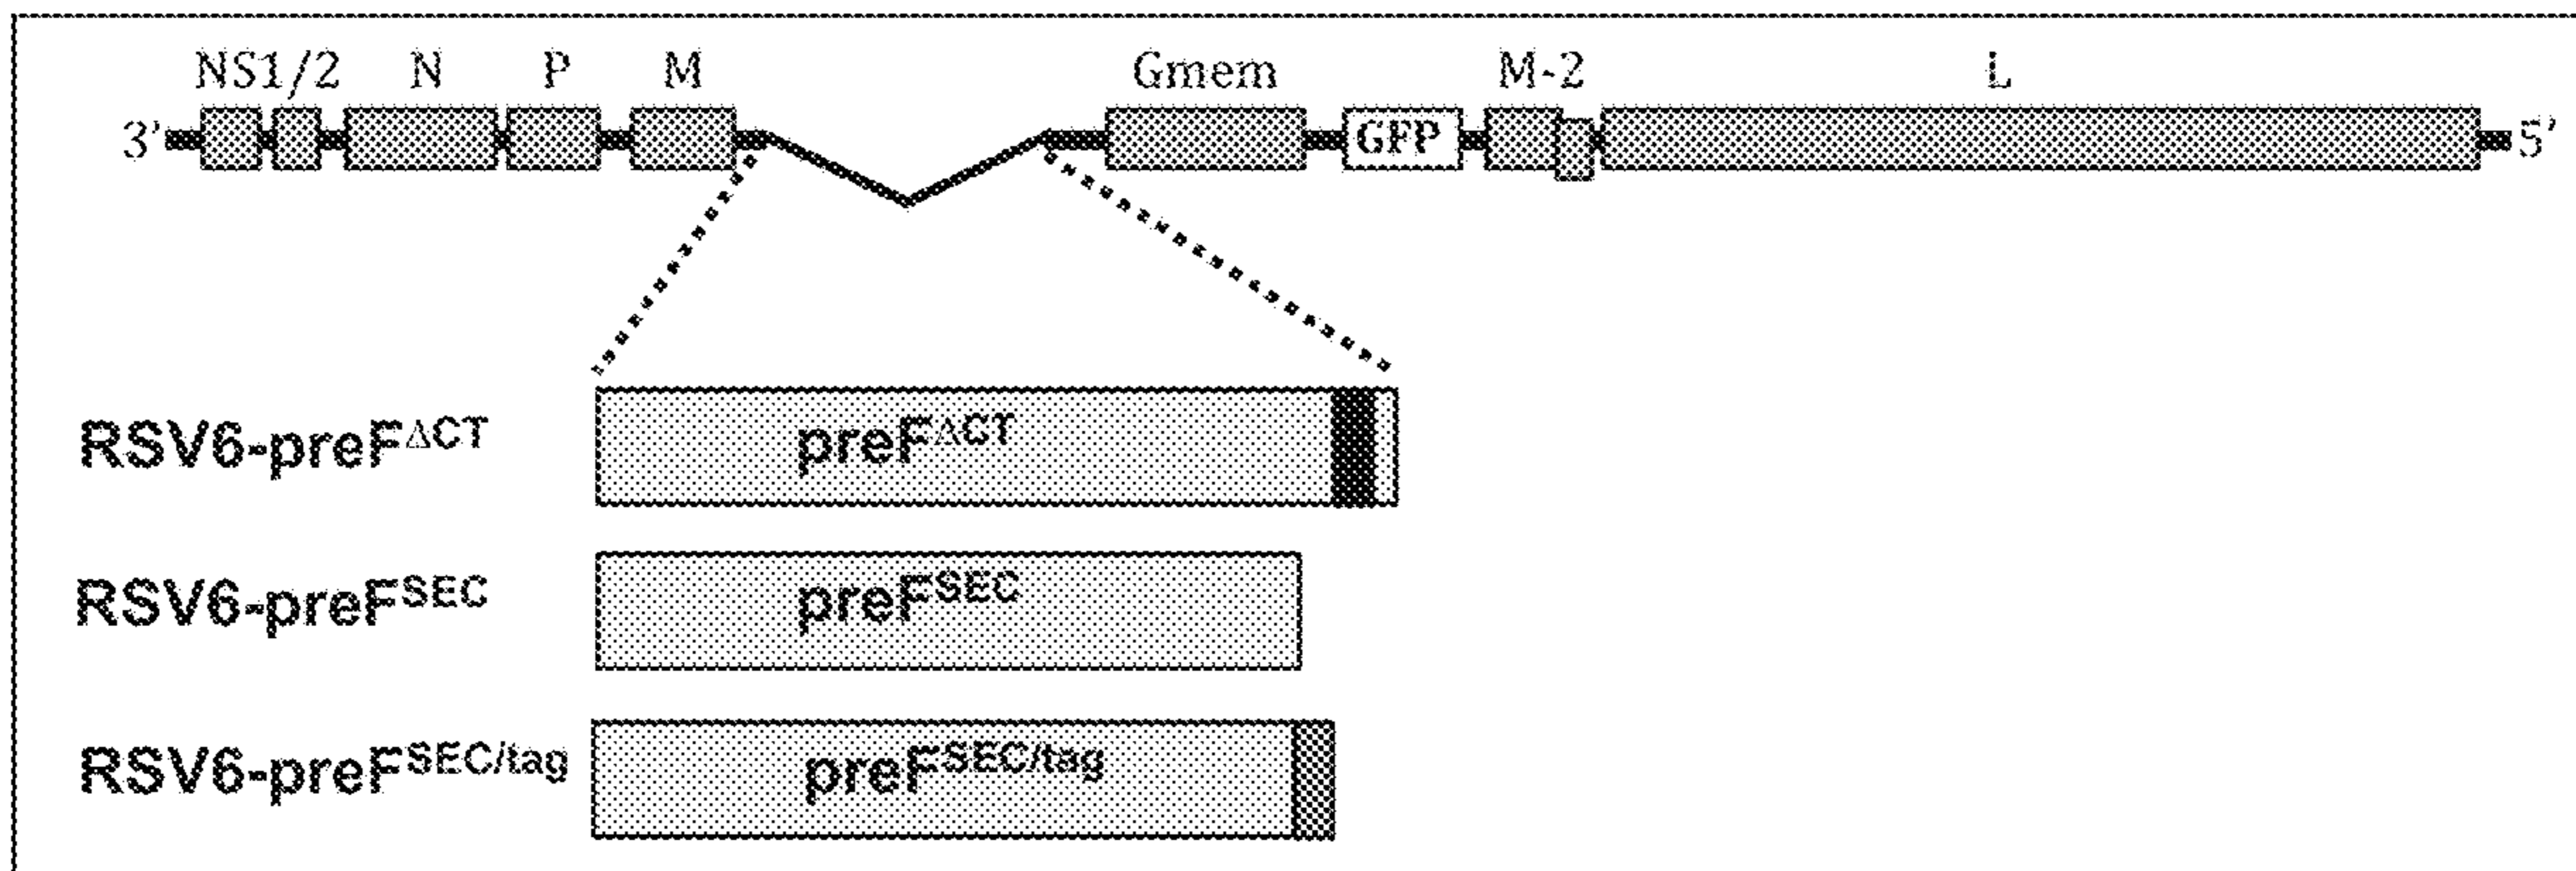 NS1/2 N P M Gmem M-2 L
3' GFP 5'
RSV6-preFΔCT preFΔCT
RSV6-preFSEC preFSEC
RSV6-preFSEC/tag preFSEC/tag